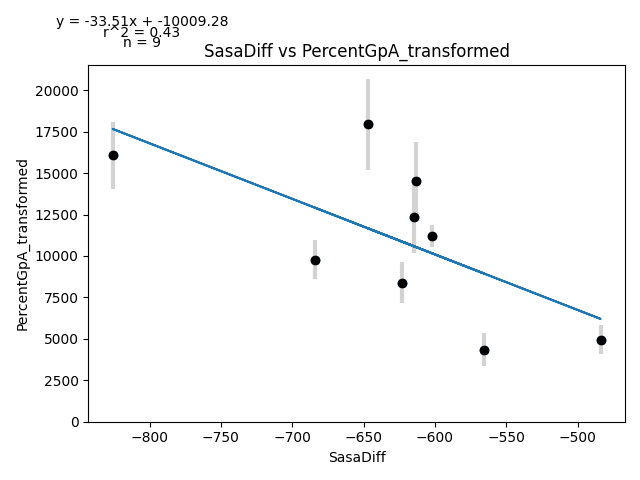 y = -33.51x + -10009.28
r^2 = 0.43
n = 9
SasaDiff vs PercentGpA_transformed
PercentGpA_transformed
20000
17500
15000
12500
10000
7500
5000
2500
0
−800
−750
−700
−650
−600
−550
−500
SasaDiff